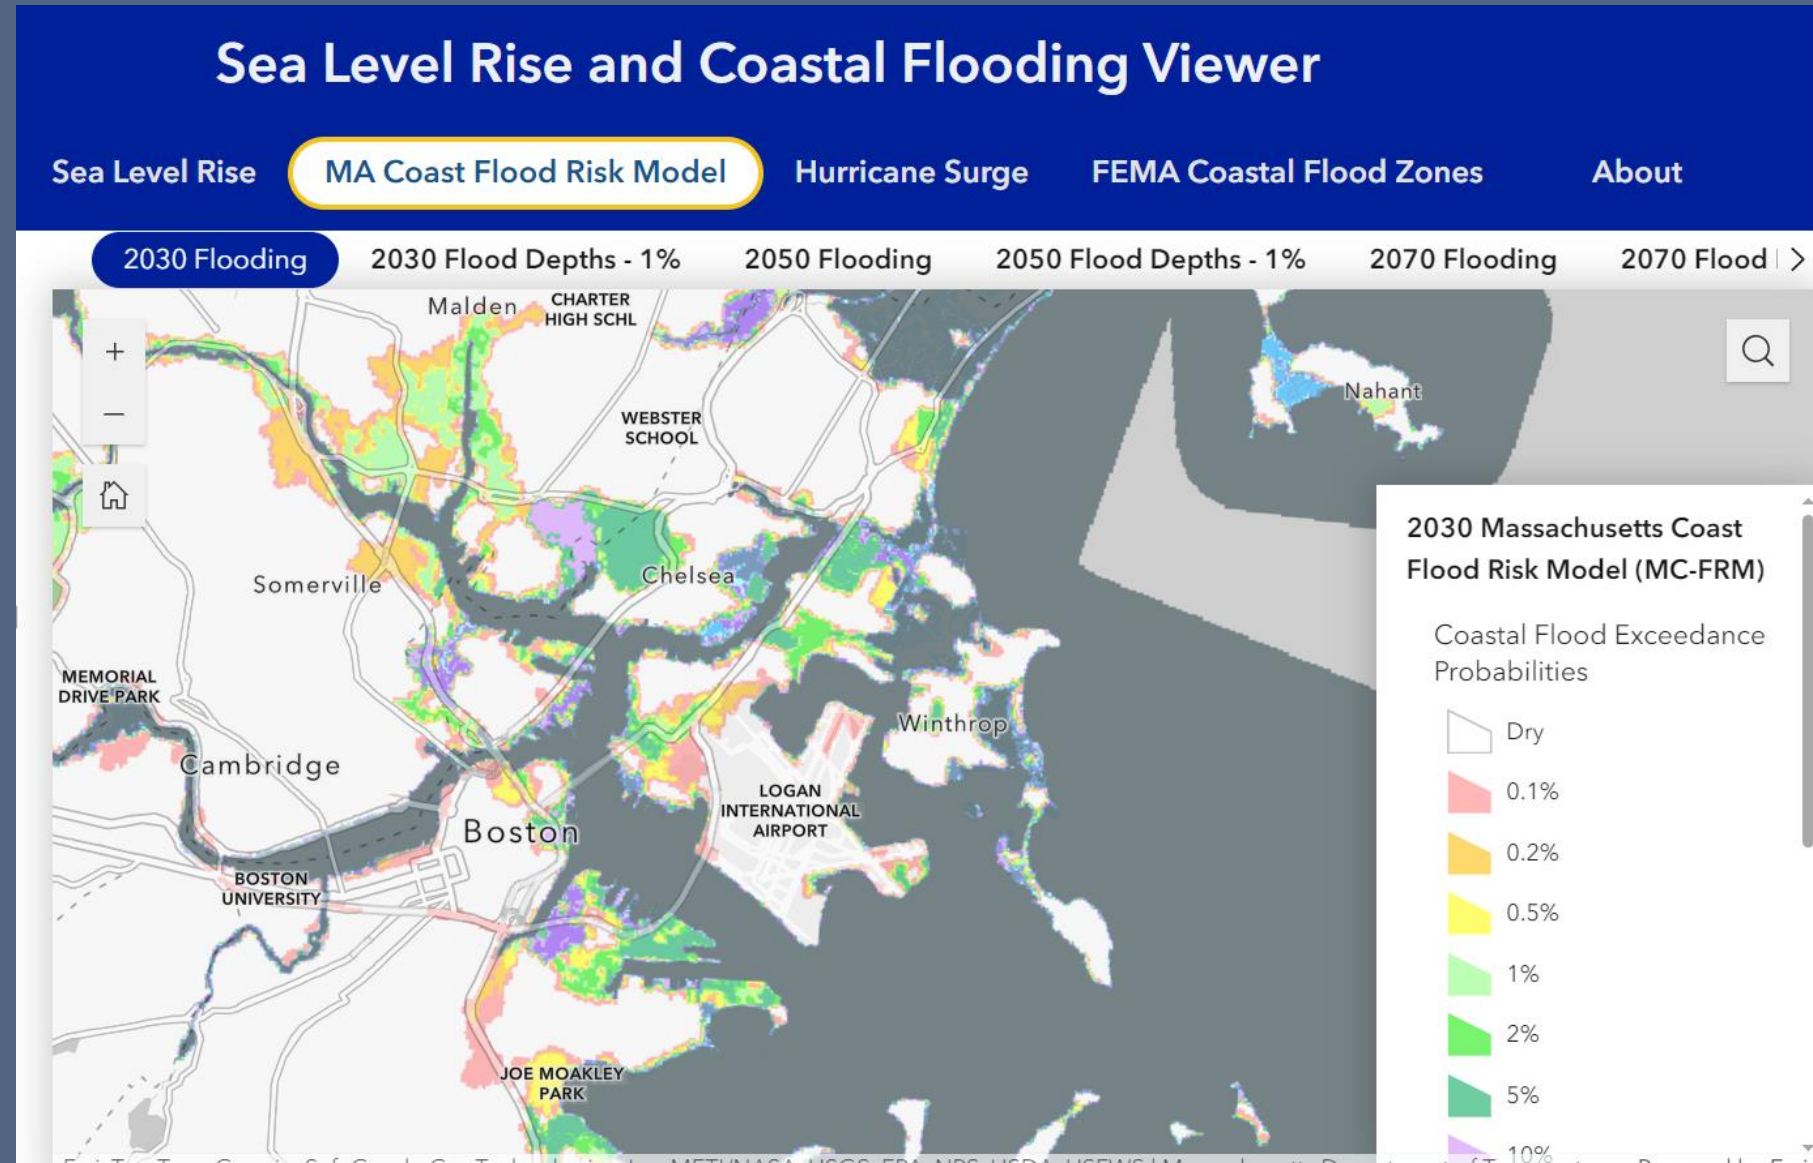 Sea Level Rise and Coastal Flooding Viewer
Sea Level Rise
MA Coast Flood Risk Model
Hurricane Surge
FEMA Coastal Flood Zones
About
2030 Flooding
2030 Flood Depths - 1%
2050 Flooding
2050 Flood Depths - 1%
2070 Flooding
2070 Flood
Malden
CHARTER
HIGH SCHL
Nahant
WEBSTER
SCHOOL
Chelsea
Somerville
MEMORIAL
DRIVE PARK
Winthrop
Cambridge
LOGAN
INTERNATIONAL
AIRPORT
Boston
BOSTON
UNIVERSITY
JOE MOAKLEY
PARK
2030 Massachusetts Coast
Flood Risk Model (MC-FRM)
Coastal Flood Exceedance
Probabilities
Dry
0.1%
0.2%
0.5%
1%
2%
5%
10%